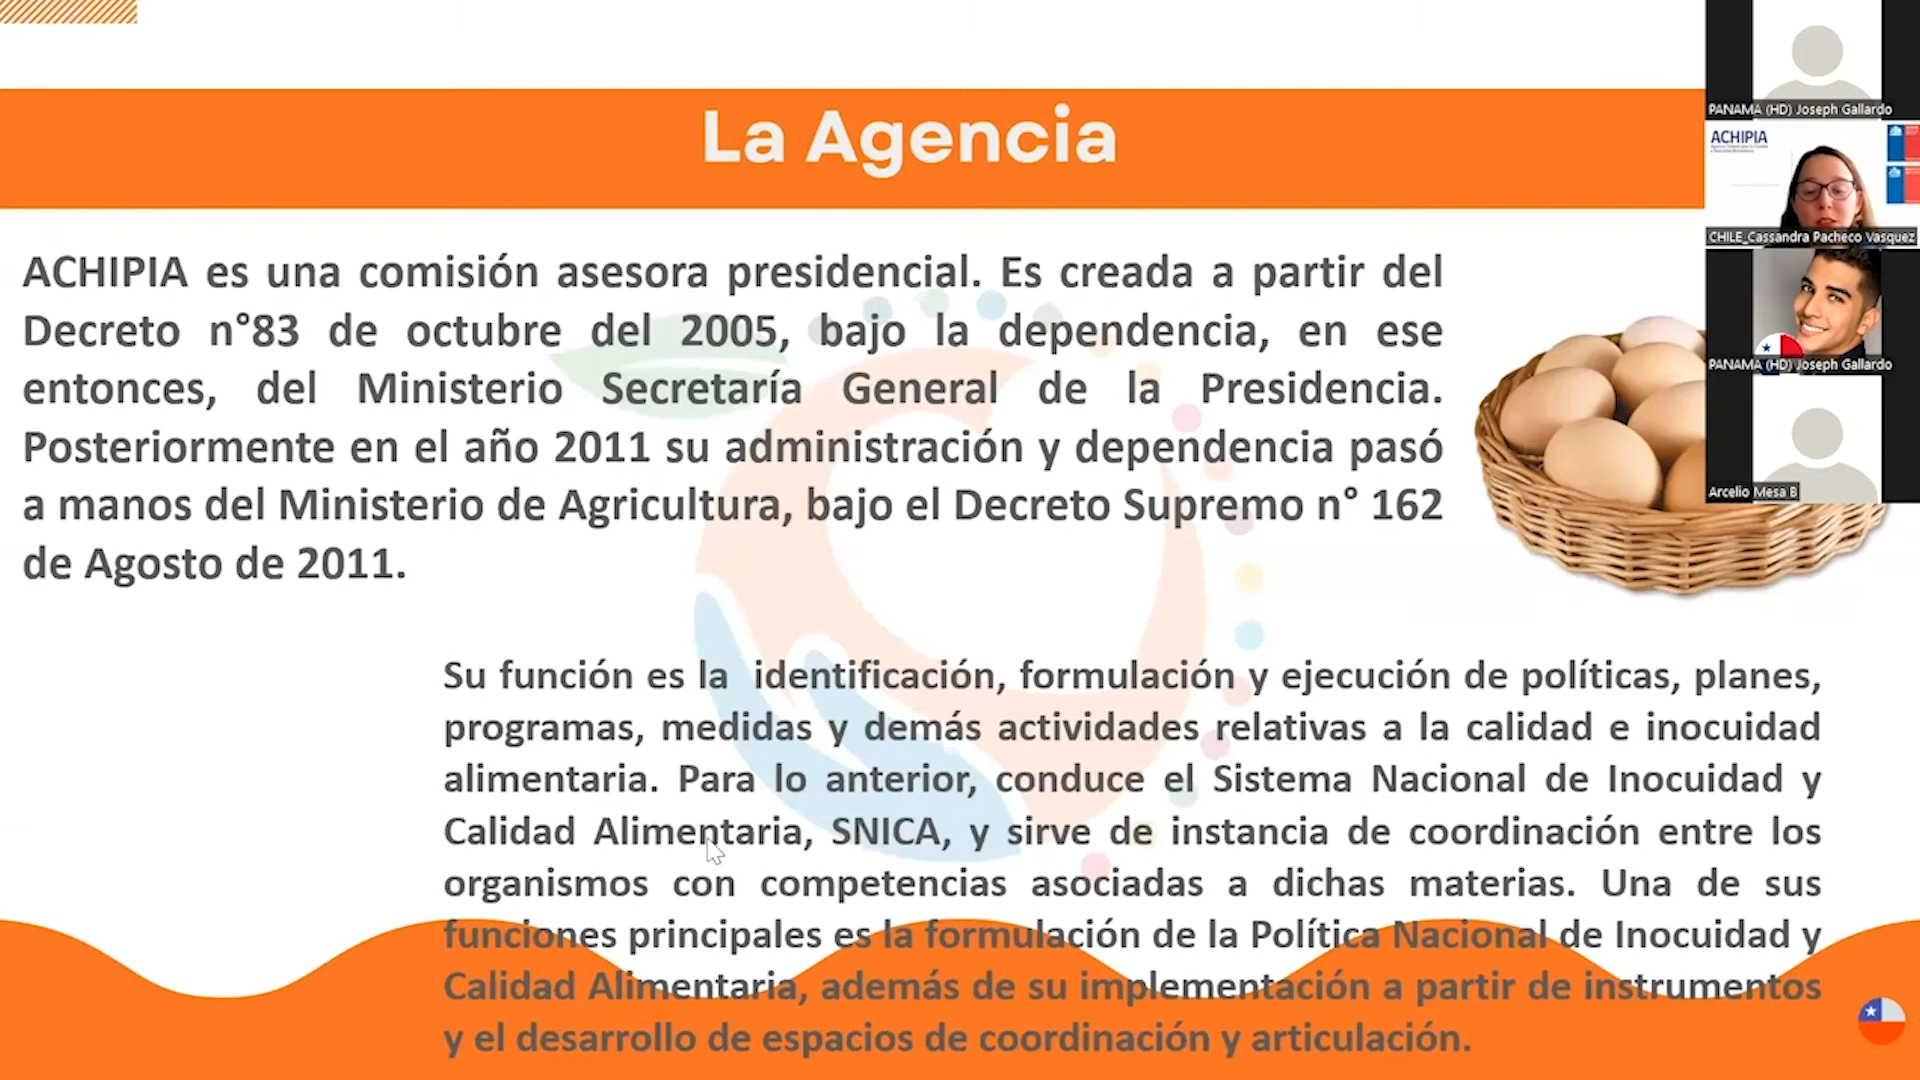 La Agencia
ACHIPIA es una comisión asesora presidencial. Es creada a partir del
Decreto n°83 de octubre del 2005, bajo la dependencia, en ese
entonces, del Ministerio Secretaría General de la Presidencia.
Posteriormente en el año 2011 su administración y dependencia pasó
a manos del Ministerio de Agricultura, bajo el Decreto Supremo n° 162
de Agosto de 2011.
Su función es la identificación, formulación y ejecución de políticas, planes,
programas, medidas y demás actividades relativas a la calidad e inocuidad
alimentaria. Para lo anterior, conduce el Sistema Nacional de Inocuidad y
Calidad Alimentaria, SNICA, y sirve de instancia de coordinación entre los
organismos con competencias asociadas a dichas materias. Una de sus
funciones principales es la formulación de la Política Nacional de Inocuidad y
Calidad Alimentaria, además de su implementación a partir de instrumentos
y el desarrollo de espacios de coordinación y articulación.
PANAMA (HD) Joseph Gallardo
ACHIPIA
CHILE_Cassandra Pacheco Vasquez
PANAMA (HD) Joseph Gallardo
Arcelio Mesa B